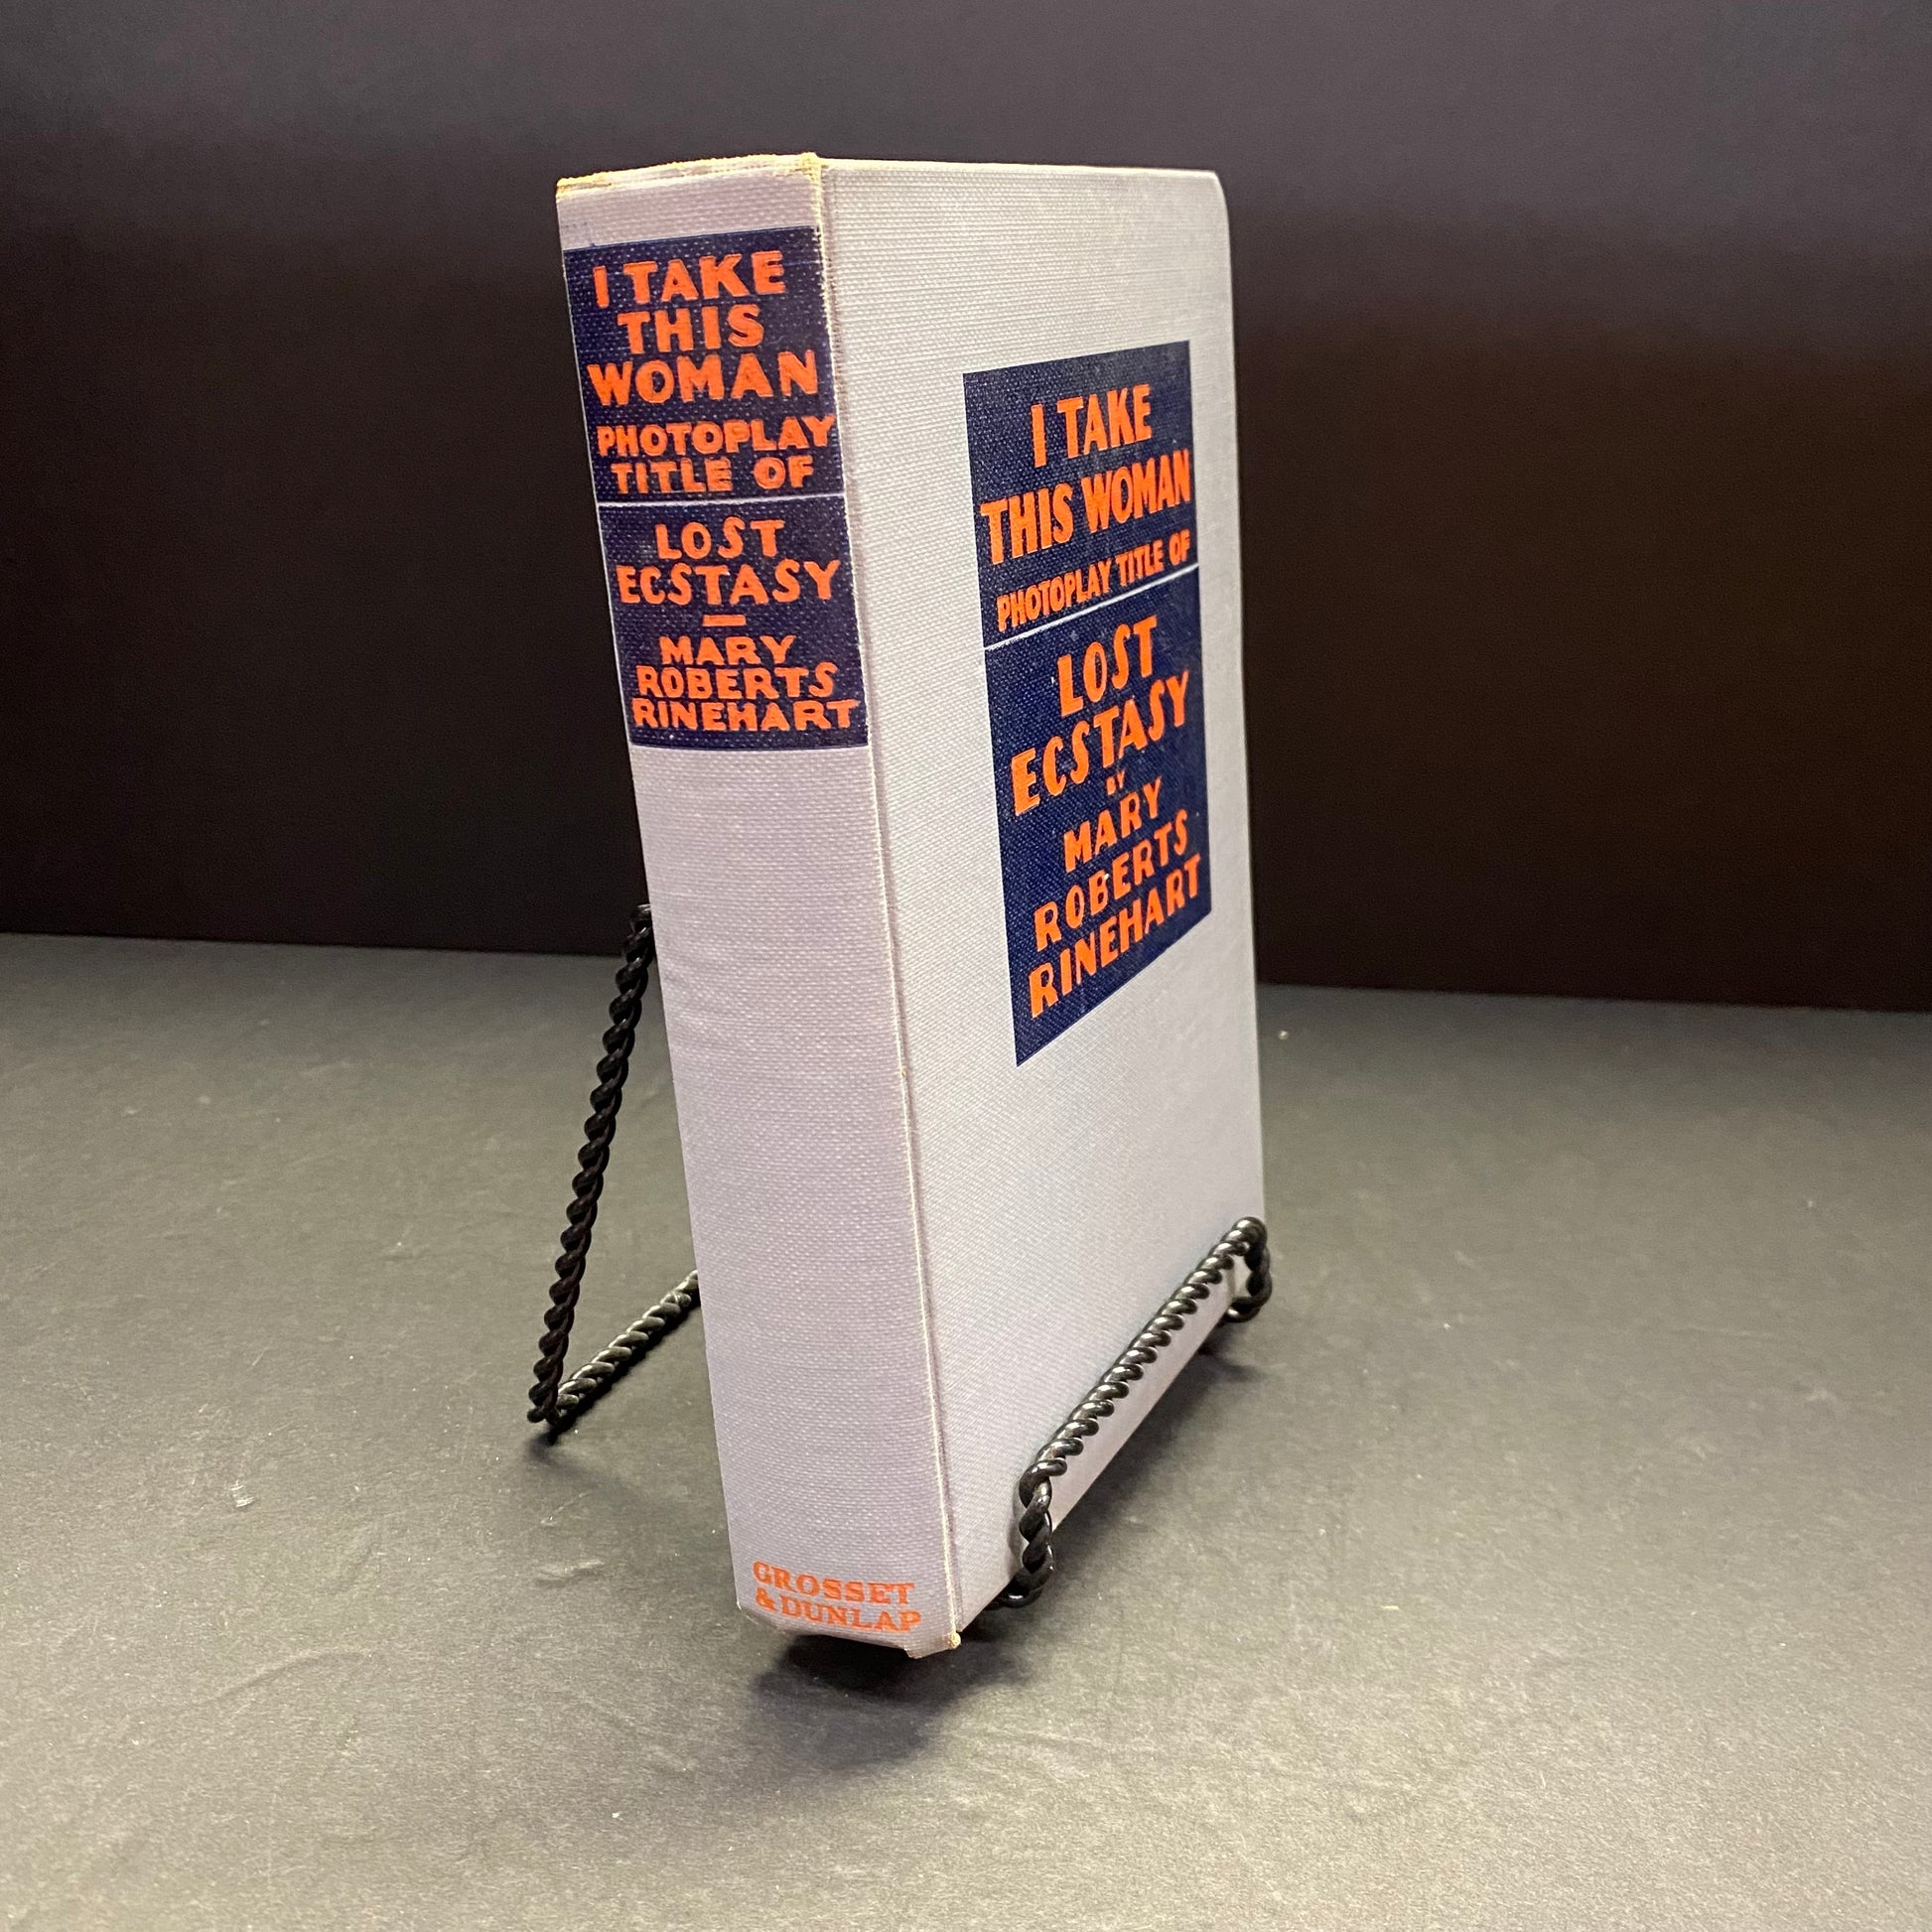 I TAKE
THIS
WOMAN
PHOTOPLAY
TITLE OF
LOST
ECSTASY
—
MARY
ROBERTS
RINEHART
GROSSET
& DUNLAP
I TAKE
THIS WOMAN
PHOTOPLAY TITLE OF
LOST
ECSTASY
BY
MARY
ROBERTS
RINEHART